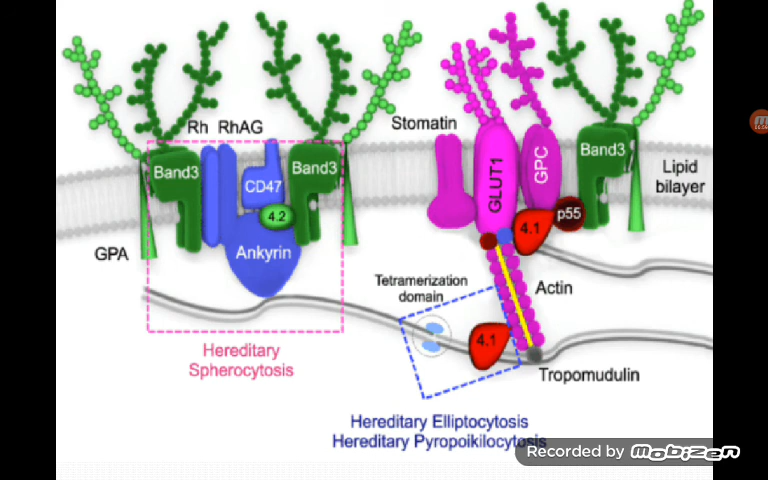 Rh RhAG
Stomatin
Band3
Band3
CD47
4.2
GLUT1
GPC
Band3
Lipid
bilayer
p55
4.1
GPA
Ankyrin
Tetramerization
domain
Actin
4.1
Hereditary
Spherocytosis
Tropomudulin
Hereditary Elliptocytosis
Hereditary Pyropoikilocytosis
Recorded by MOBIZEN